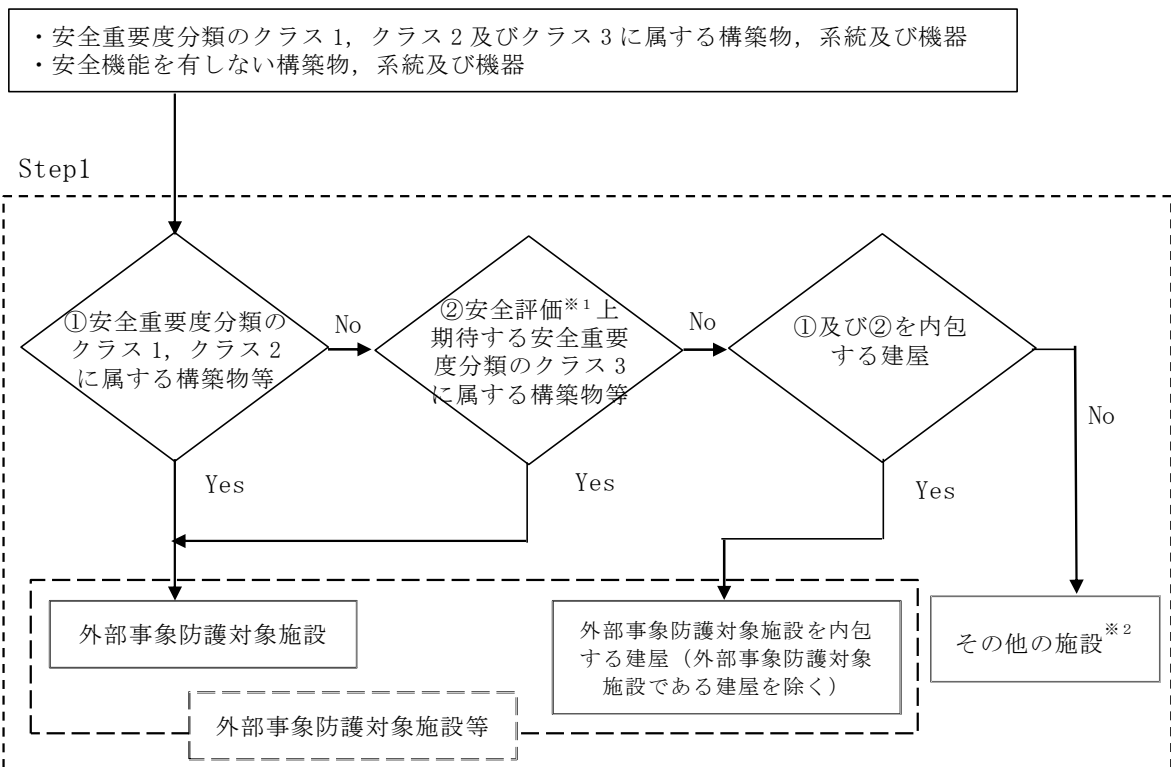 ・安全重要度分類のクラス1，クラス2及びクラス3に属する構築物，系統及び機器
・安全機能を有しない構築物，系統及び機器
Step1
①安全重要度分類の
クラス1，クラス2
に属する構築物等
No
②安全評価※1上
期待する安全重要
度分類のクラス3
に属する構築物等
No
①及び②を内包
する建屋
No
Yes
Yes
Yes
外部事象防護対象施設
外部事象防護対象施設を内包
する建屋（外部事象防護対象
施設である建屋を除く）
その他の施設※2
外部事象防護対象施設等